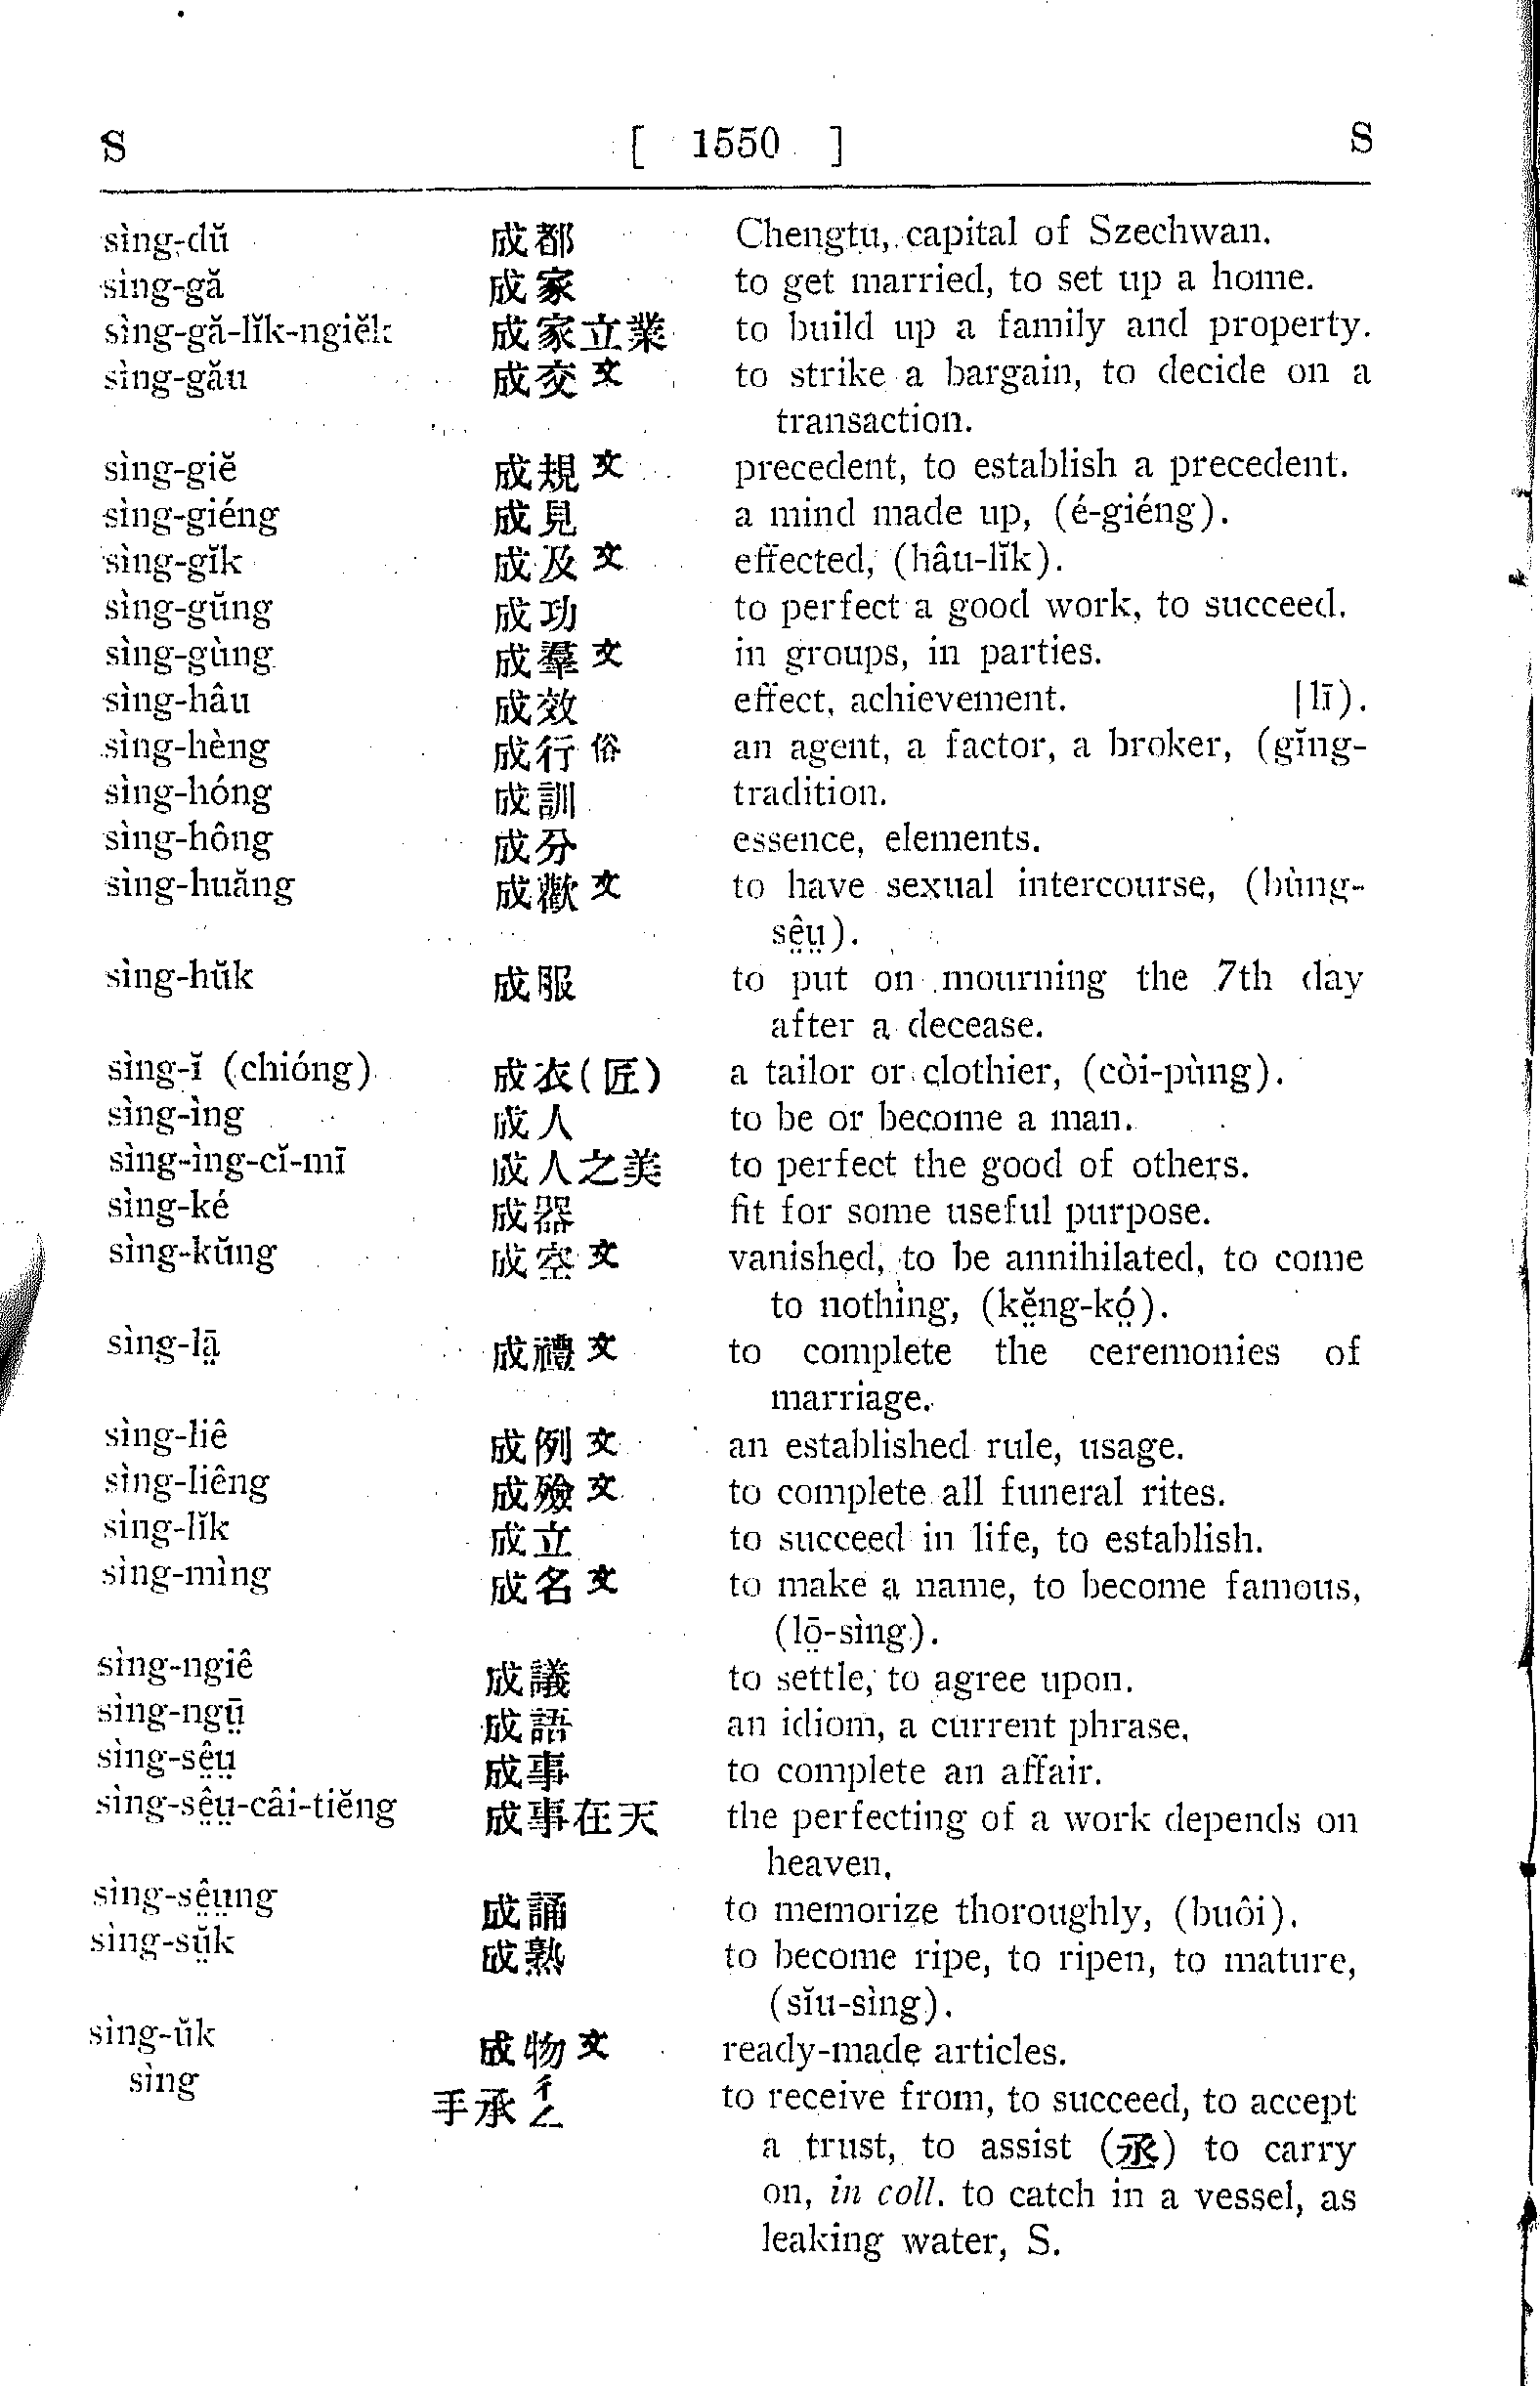 S [ 1550 ] S
sìng-dŭ 成都 Chengtu, capital of Szechwan.
sìng-gă 成家 to get married, to set up a home.
sìng-gă-lĭk-ngiĕk 成家立業 to build up a family and property.
sìng-gău 成交文 to strike a bargain, to decide on a
transaction.
sìng-giĕ 成規文 precedent, to establish a precedent.
sìng-giéng 成見 a mind made up, (é-giéng).
sìng-gĭk 成及文 effected, (hâu-lĭk).
sìng-gŭng 成功 to perfect a good work, to succeed.
sìng-gùng 成羣文 in groups, in parties.
sìng-hâu 成效 effect, achievement. [lī).
sìng-hèng 成行俗 an agent, a factor, a broker, (gĭng-
sìng-hóng 成訓 tradition.
sìng-hông 成分 essence, elements.
sìng-huăng 成歡文 to have sexual intercourse, (bùng-
sê̤ṳ).
sìng-hŭk 成服 to put on mourning the 7th day
after a decease.
sìng-ĭ (chióng) 成衣(匠) a tailor or clothier, (còi-pùng).
sìng-ìng 成人 to be or become a man.
sìng-ìng-cĭ-mī 成人之美 to perfect the good of others.
sìng-ké 成器 fit for some useful purpose.
sìng-kŭng 成空文 vanished, to be annihilated, to come
to nothing, (kĕ̤ng-kó̤).
sìng-lā̤ 成禮文 to complete the ceremonies of
marriage.
sìng-liê 成例文 an established rule, usage.
sìng-liêng 成殮文 to complete all funeral rites.
sìng-lĭk 成立 to succeed in life, to establish.
sìng-mìng 成名文 to make a name, to become famous,
(lō̤-sìng).
sìng-ngiê 成議 to settle, to agree upon.
sìng-ngṳ̄ 成語 an idiom, a current phrase.
sìng-sê̤ṳ 成事 to complete an affair.
sìng-sê̤ṳ-câi-tiĕng 成事在天 the perfecting of a work depends on
heaven.
sìng-sê̤ṳng 成誦 to memorize thoroughly, (buôi).
sìng-sṳ̆k 成熟 to become ripe, to ripen, to mature,
(sĭu-sìng).
sìng-ŭk 成物文 ready-made articles.
sìng 手承ㄔㄥ to receive from, to succeed, to accept
a trust, to assist (丞) to carry
on, in coll. to catch in a vessel, as
leaking water, S.